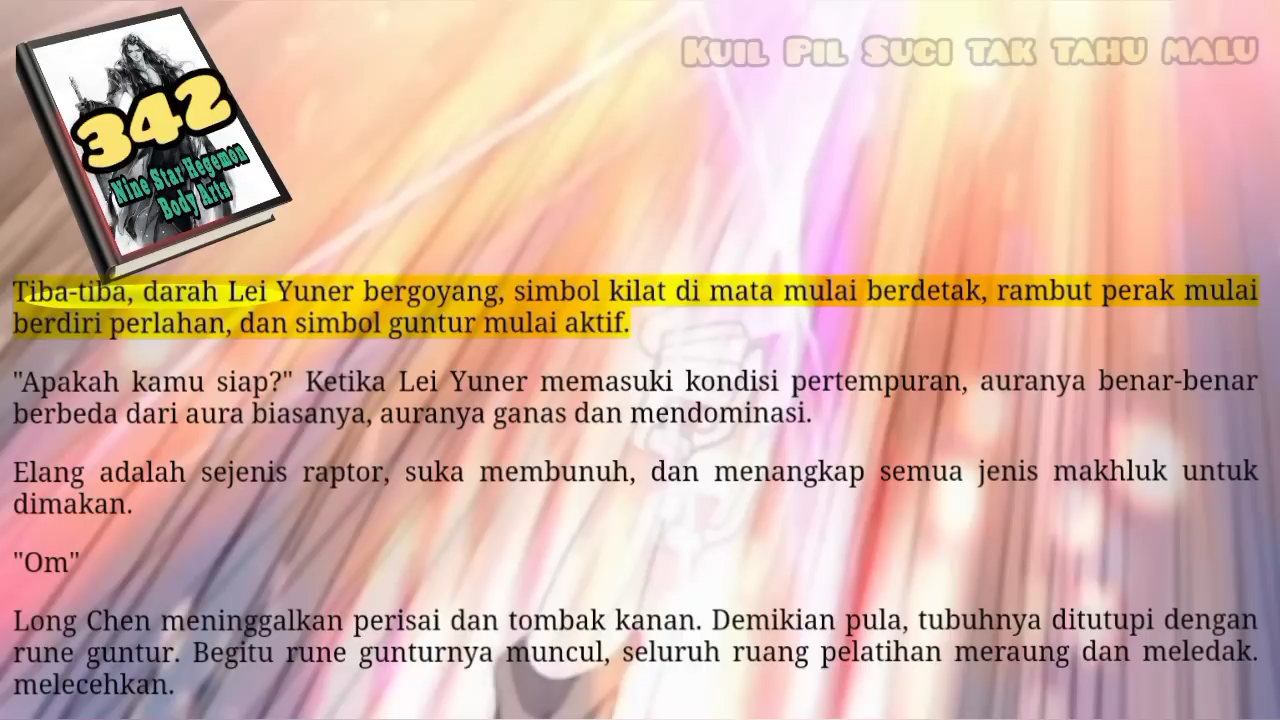 Kuil Pil Suci tak tahu malu
342
Nine Star Hegemon
Body Arts
Tiba-tiba, darah Lei Yuner bergoyang, simbol kilat di mata mulai berdetak, rambut perak mulai
berdiri perlahan, dan simbol guntur mulai aktif.
"Apakah kamu siap?" Ketika Lei Yuner memasuki kondisi pertempuran, auranya benar-benar
berbeda dari aura biasanya, auranya ganas dan mendominasi.
Elang adalah sejenis raptor, suka membunuh, dan menangkap semua jenis makhluk untuk
dimakan.
"Om"
Long Chen meninggalkan perisai dan tombak kanan. Demikian pula, tubuhnya ditutupi dengan
rune guntur. Begitu rune gunturnya muncul, seluruh ruang pelatihan meraung dan meledak.
melecehkan.